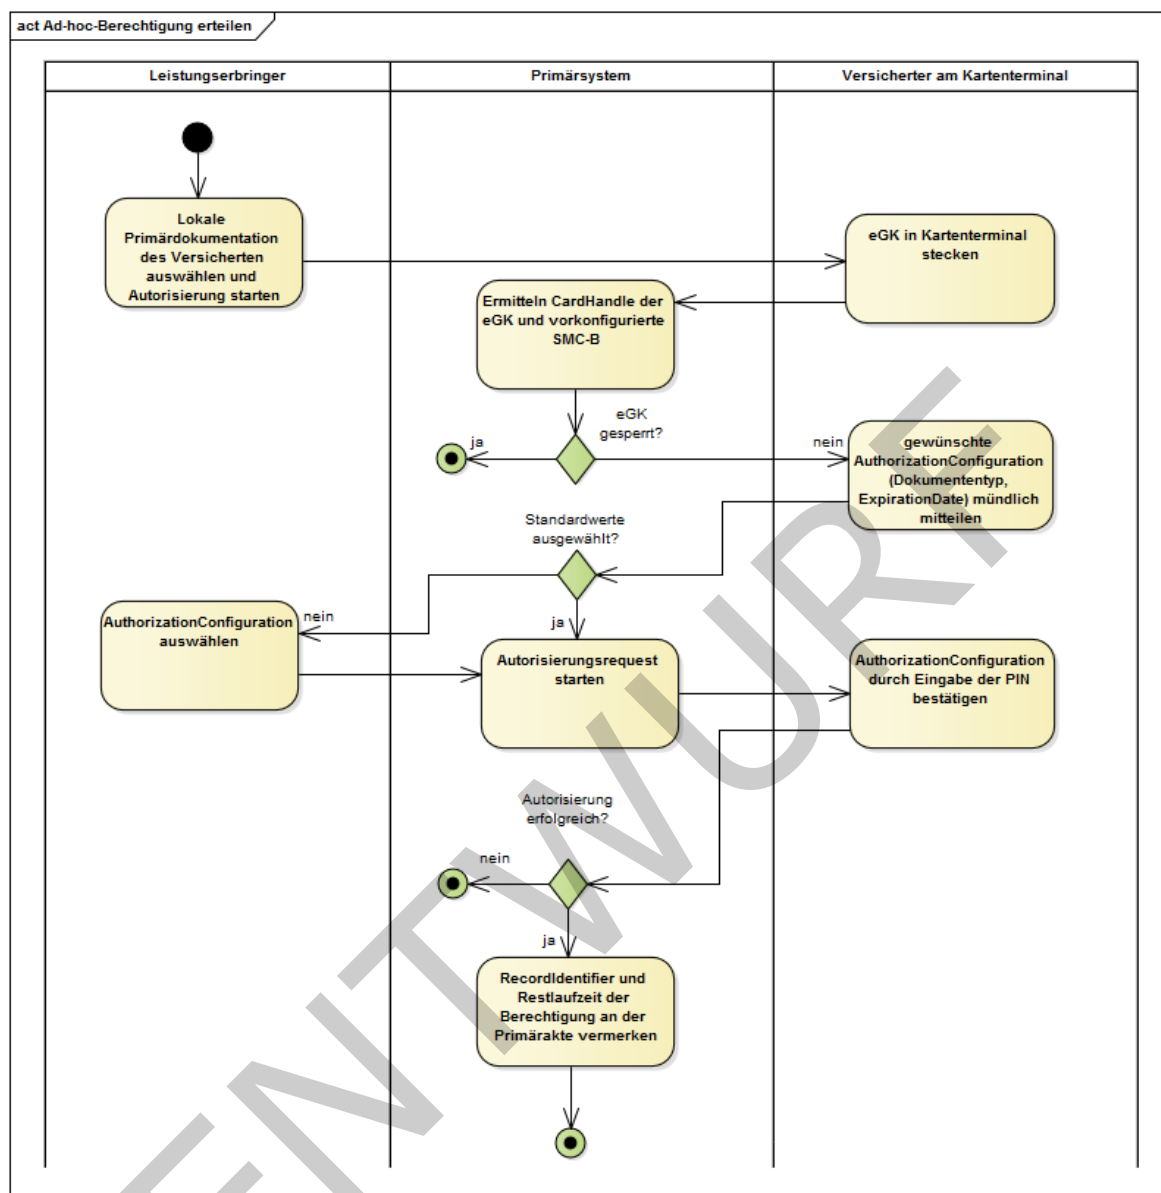 act Ad-hoc-Berechtigung erteilen
Leistungserbringer
Primärsystem
Versicherter am Kartenterminal
Lokale
Primärdokumentation
des Versicherten
auswählen und
Autorisierung starten
eGK in Kartenterminal
stecken
Ermitteln CardHandle der
eGK und vorkonfigurierte
SMC-B
eGK
gesperrt?
ja
nein
gewünschte
AuthorizationConfiguration
(Dokumententyp,
ExpirationDate) mündlich
mitteilen
Standardwerte
ausgewählt?
nein
ja
AuthorizationConfiguration
auswählen
Autorisierungsrequest
starten
AuthorizationConfiguration
durch Eingabe der PIN
bestätigen
Autorisierung
erfolgreich?
nein
ja
RecordIdentifier und
Restlaufzeit der
Berechtigung an der
Primärakte vermerken
ENTWURF